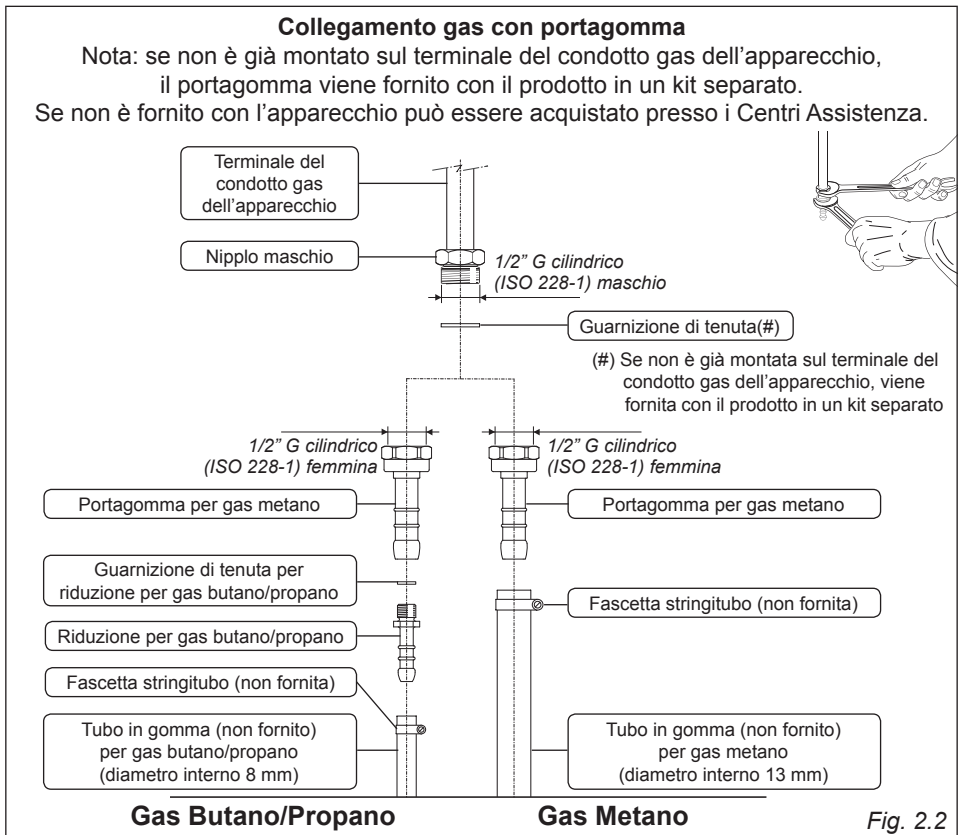 Collegamento gas con portagomma
Nota: se non è già montato sul terminale del condotto gas dell’apparecchio,
il portagomma viene fornito con il prodotto in un kit separato.
Se non è fornito con l’apparecchio può essere acquistato presso i Centri Assistenza.
Terminale del
condotto gas
dell’apparecchio
Nipplo maschio
1/2” G cilindrico
(ISO 228-1) maschio
Guarnizione di tenuta(#)
(#) Se non è già montata sul terminale del
condotto gas dell’apparecchio, viene
fornita con il prodotto in un kit separato
1/2” G cilindrico
(ISO 228-1) femmina
1/2” G cilindrico
(ISO 228-1) femmina
Portagomma per gas metano
Portagomma per gas metano
Guarnizione di tenuta per
riduzione per gas butano/propano
Fascetta stringitubo (non fornita)
Riduzione per gas butano/propano
Fascetta stringitubo (non fornita)
Tubo in gomma (non fornito)
per gas butano/propano
(diametro interno 8 mm)
Tubo in gomma (non fornito)
per gas metano
(diametro interno 13 mm)
Gas Butano/Propano
Gas Metano
Fig. 2.2